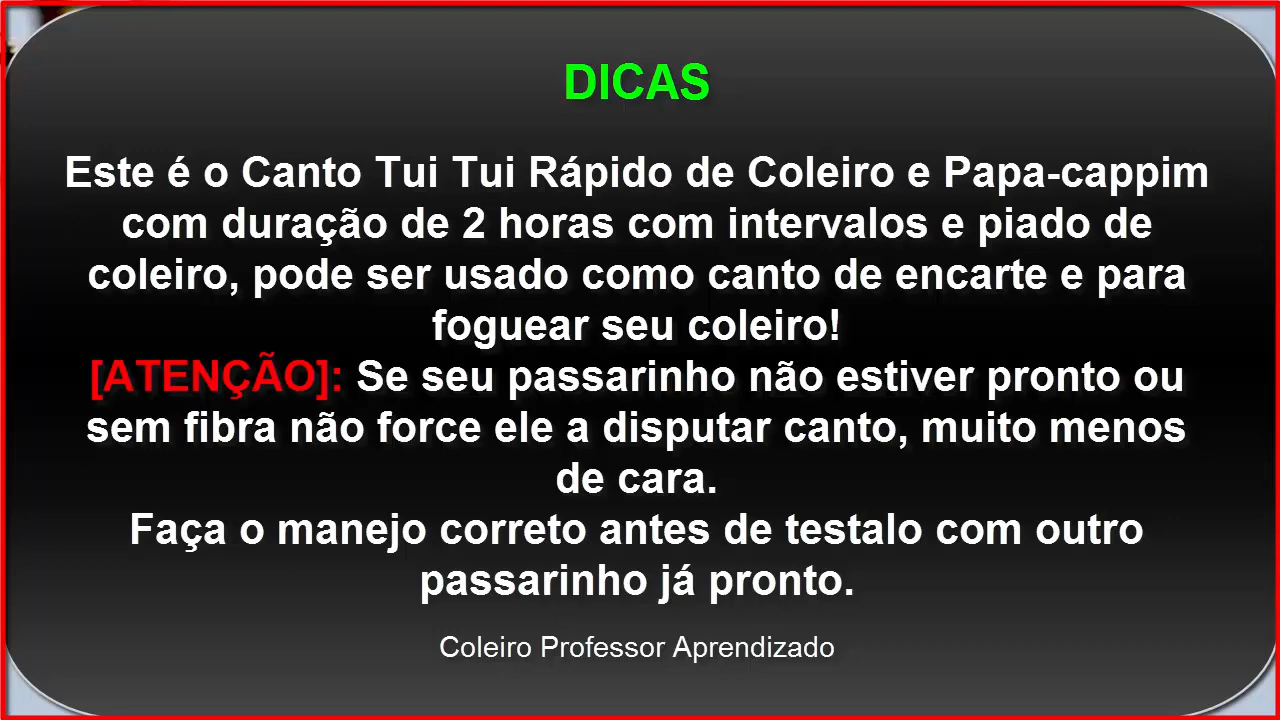 DICAS
Este é o Canto Tui Tui Rápido de Coleiro e Papa-cappim
com duração de 2 horas com intervalos e piado de
coleiro, pode ser usado como canto de encarte e para
foguear seu coleiro!
[ATENÇÃO]: Se seu passarinho não estiver pronto ou
sem fibra não force ele a disputar canto, muito menos
de cara.
Faça o manejo correto antes de testalo com outro
passarinho já pronto.
Coleiro Professor Aprendizado